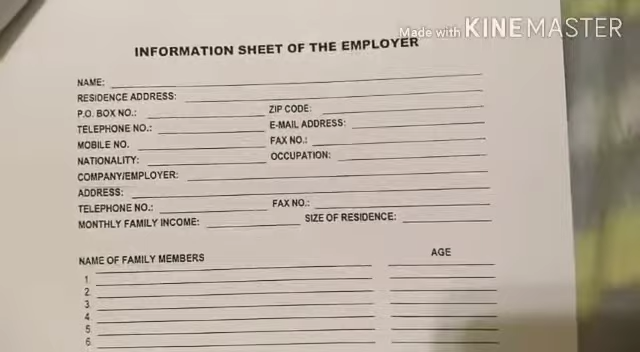 Made with KINEMASTER
INFORMATION SHEET OF THE EMPLOYER
NAME:
RESIDENCE ADDRESS:
P.O. BOX NO.: ZIP CODE:
TELEPHONE NO.: E-MAIL ADDRESS:
MOBILE NO. FAX NO.:
NATIONALITY: OCCUPATION:
COMPANY/EMPLOYER:
ADDRESS:
TELEPHONE NO.: FAX NO.:
MONTHLY FAMILY INCOME: SIZE OF RESIDENCE:
NAME OF FAMILY MEMBERS AGE
1.
2.
3.
4.
5.
6.